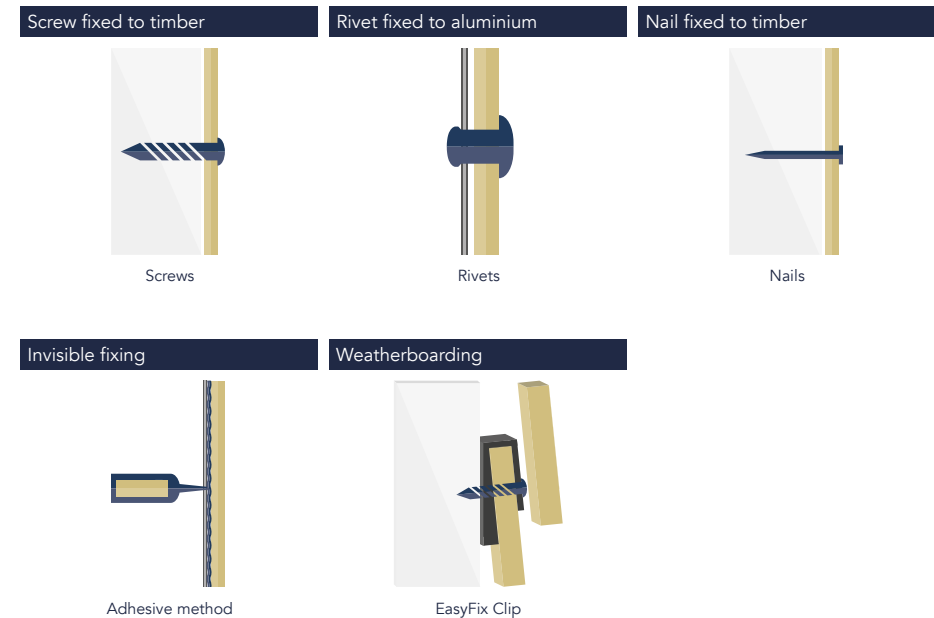 Screw fixed to timber
Rivet fixed to aluminium
Nail fixed to timber
Screws
Rivets
Nails
Invisible fixing
Weatherboarding
Adhesive method
EasyFix Clip